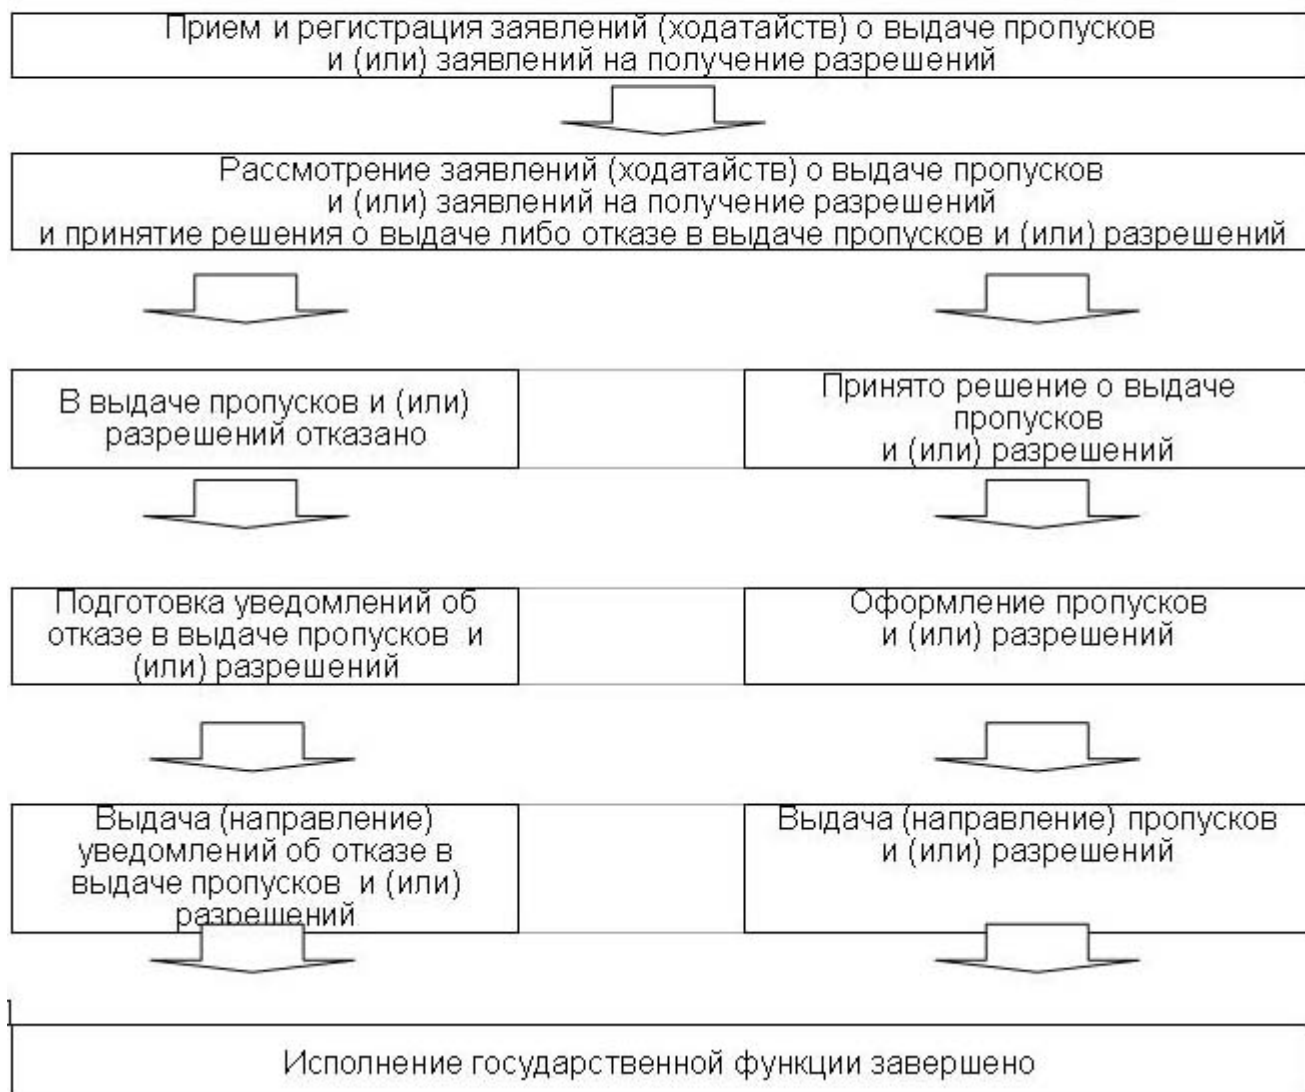 Прием и регистрация заявлений (ходатайств) о выдаче пропусков
и (или) заявлений на получение разрешений
Рассмотрение заявлений (ходатайств) о выдаче пропусков
и (или) заявлений на получение разрешений
и принятие решения о выдаче либо отказе в выдаче пропусков и (или) разрешений
В выдаче пропусков и (или)
разрешений отказано
Принято решение о выдаче
пропусков
и (или) разрешений
Подготовка уведомлений об
отказе в выдаче пропусков и
(или) разрешений
Оформление пропусков
и (или) разрешений
Выдача (направление)
уведомлений об отказе в
выдаче пропусков и (или)
разрешений
Выдача (направление) пропусков
и (или) разрешений
Исполнение государственной функции завершено